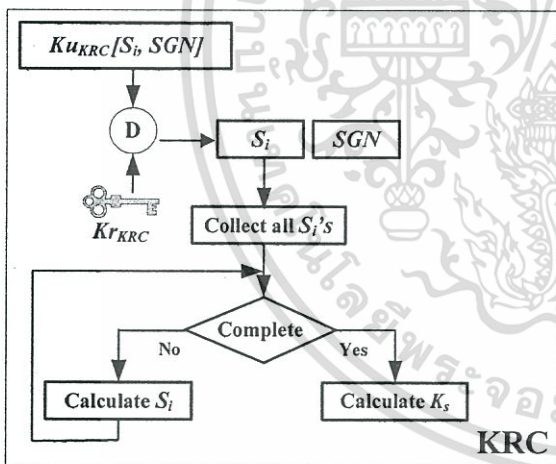 Ku_KRC[S_i, SGN]
D
S_i
SGN
Kr_KRC
Collect all S_i's
Complete
No
Yes
Calculate S_i
Calculate K_s
KRC